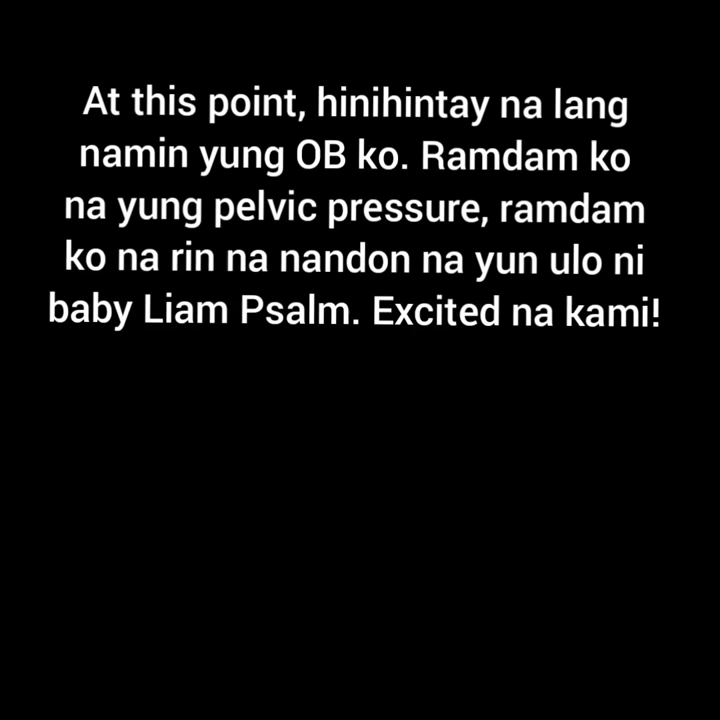 At this point, hinihintay na lang
namin yung OB ko. Ramdam ko
na yung pelvic pressure, ramdam
ko na rin na nandon na yun ulo ni
baby Liam Psalm. Excited na kami!